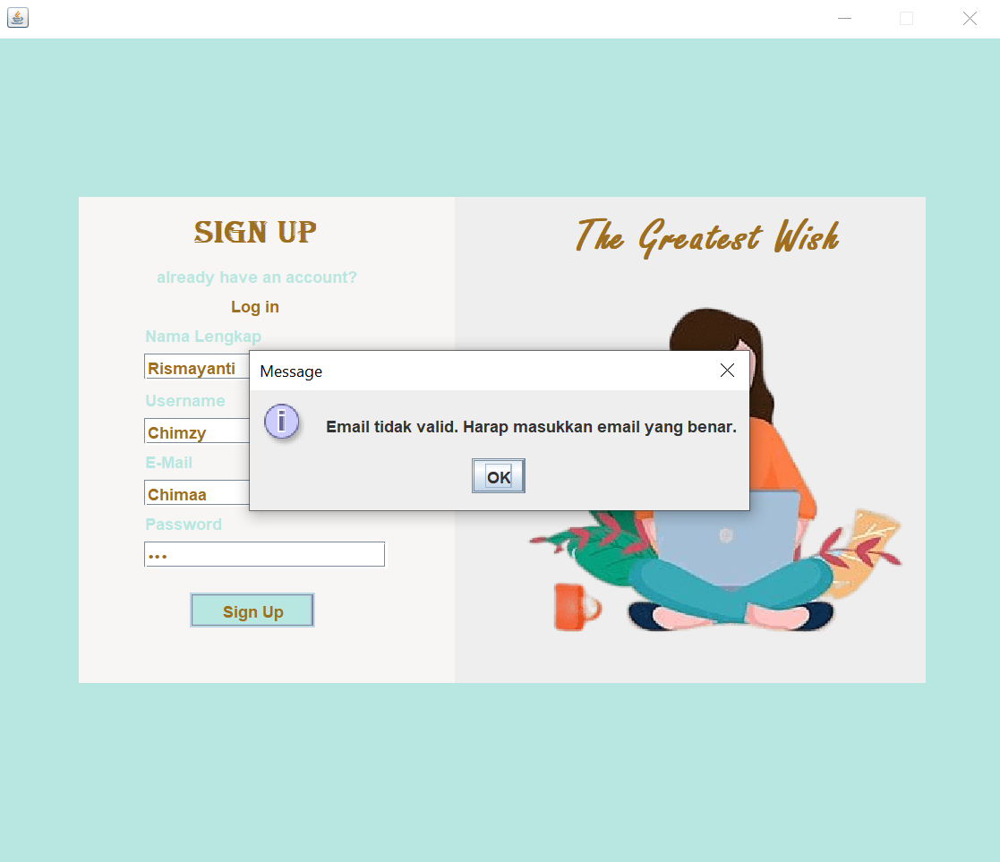 SIGN UP
The Greatest Wish
already have an account?
Log in
Nama Lengkap
Rismayanti
Username
Chimzy
E-Mail
Chimaa
Password
•••
Sign Up
Message
i
Email tidak valid. Harap masukkan email yang benar.
OK